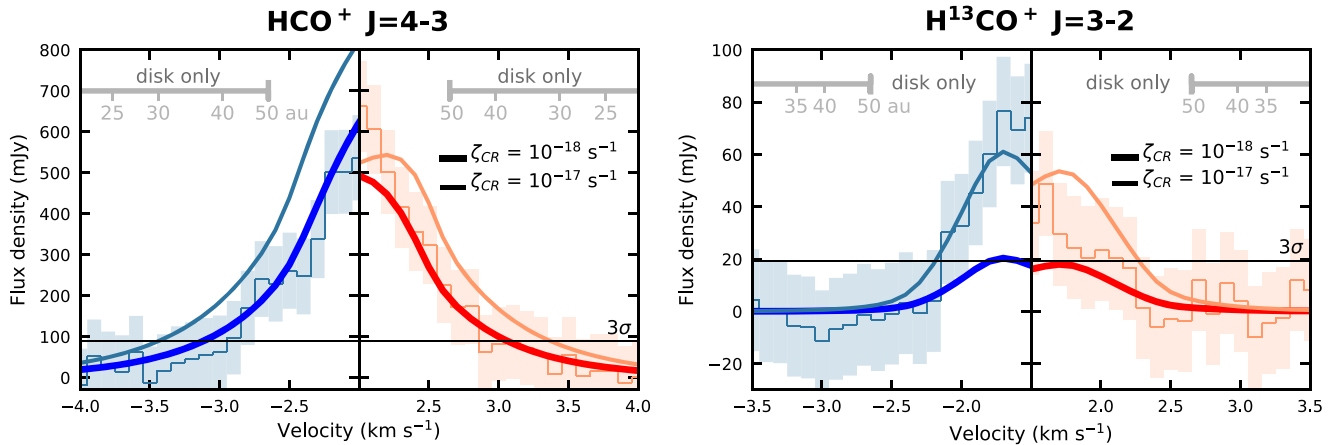 HCO⁺ J=4-3
800
700
600
500
400
300
200
100
0
Flux density (mJy)
disk only
25 30 40 50 au
disk only
50 40 30 25
ζCR = 10⁻¹⁸ s⁻¹
ζCR = 10⁻¹⁷ s⁻¹
3σ
−4.0 −3.5 −3.0 −2.5 2.5 3.0 3.5 4.0
Velocity (km s⁻¹)
H¹³CO⁺ J=3-2
100
80
60
40
20
0
−20
Flux density (mJy)
disk only
35 40 50 au
disk only
50 40 35
ζCR = 10⁻¹⁸ s⁻¹
ζCR = 10⁻¹⁷ s⁻¹
3σ
−3.5 −3.0 −2.5 −2.0 2.0 2.5 3.0 3.5
Velocity (km s⁻¹)